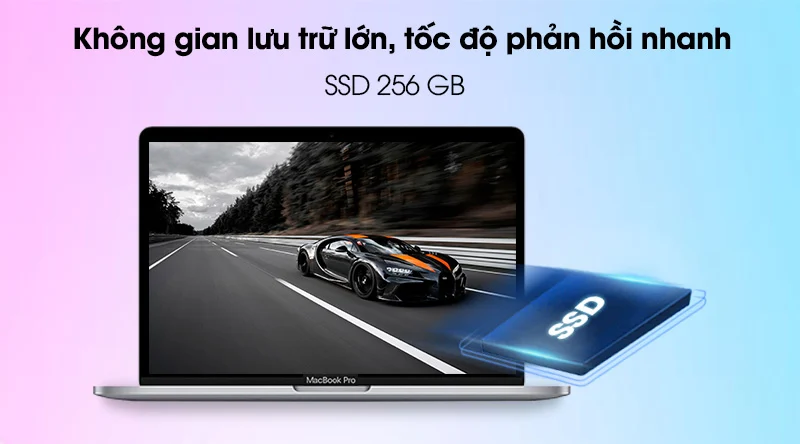 Không gian lưu trữ lớn, tốc độ phản hồi nhanh
SSD 256 GB
SSD
MacBook Pro